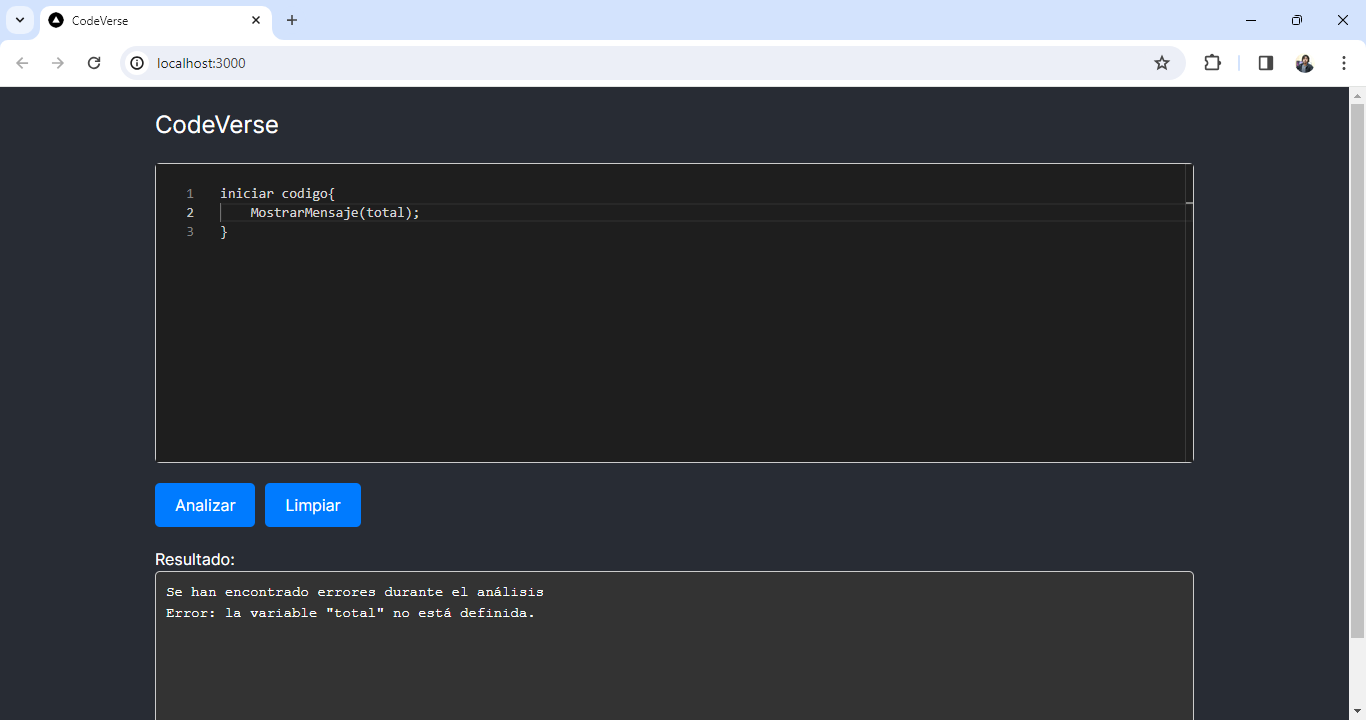 CodeVerse
localhost:3000
CodeVerse
1 iniciar codigo{
2 MostrarMensaje(total);
3 }
Analizar Limpiar
Resultado:
Se han encontrado errores durante el análisis
Error: la variable "total" no está definida.